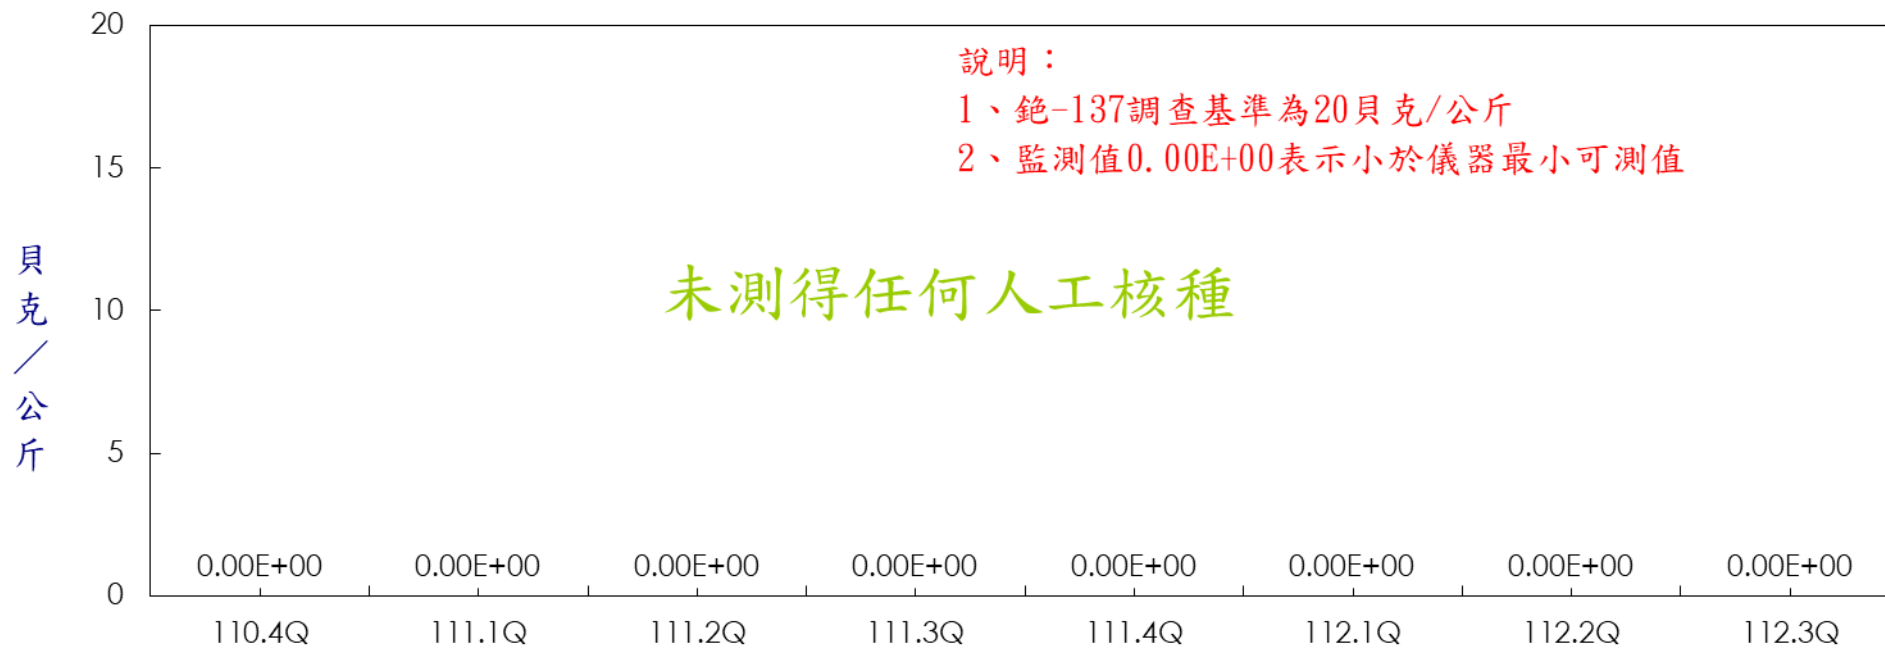 20
說明：
1、銫-137調查基準為20貝克/公斤
2、監測值0.00E+00表示小於儀器最小可測值
15
貝克／公斤
未測得任何人工核種
10
5
0.00E+00 0.00E+00 0.00E+00 0.00E+00 0.00E+00 0.00E+00 0.00E+00 0.00E+00
0
110.4Q 111.1Q 111.2Q 111.3Q 111.4Q 112.1Q 112.2Q 112.3Q